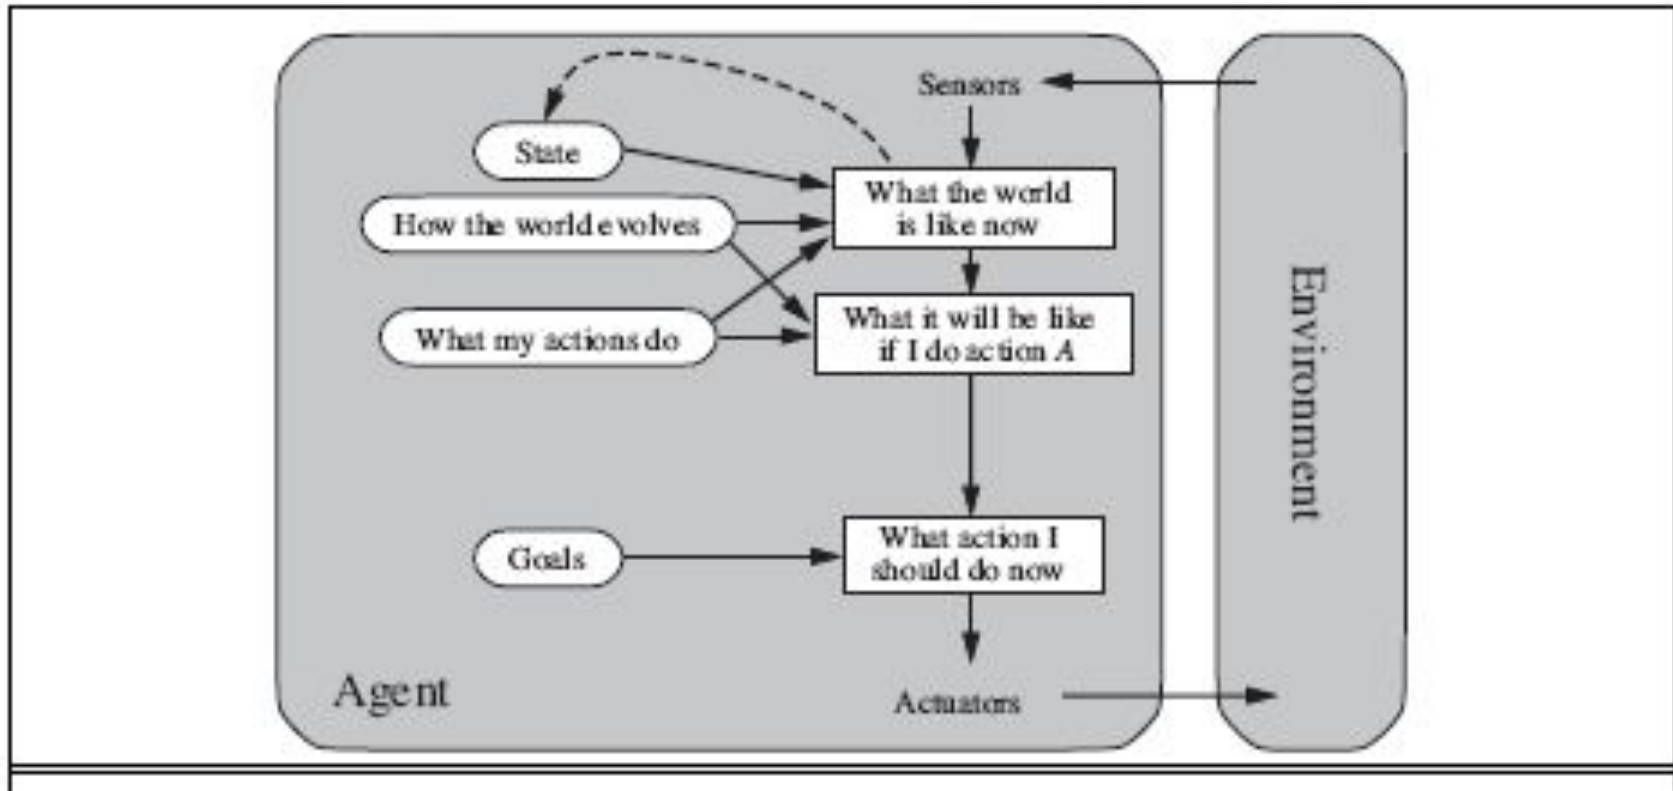 Sensors
State
What the world
is like now
How the world evolves
What it will be like
if I do action A
What my actions do
Environment
What action I
should do now
Goals
Agent
Actuators